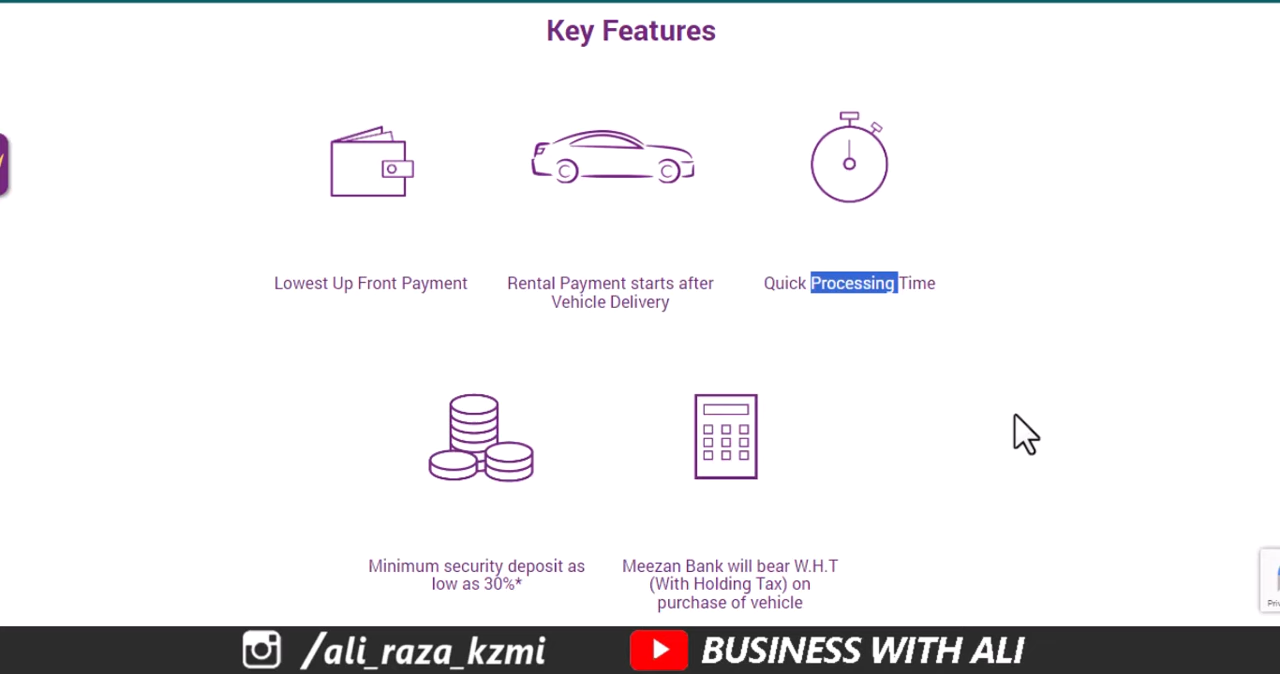 Key Features
Lowest Up Front Payment
Rental Payment starts after
Vehicle Delivery
Quick Processing Time
Minimum security deposit as
low as 30%*
Meezan Bank will bear W.H.T
(With Holding Tax) on
purchase of vehicle
/ali_raza_kzmi
BUSINESS WITH ALI